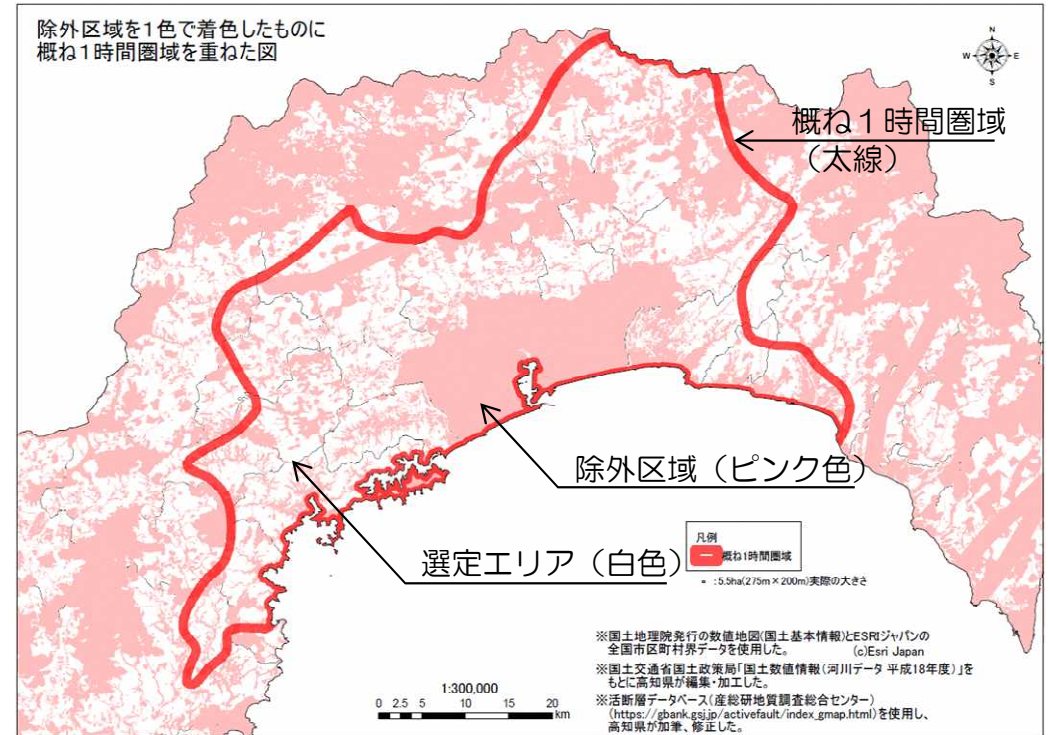 除外区域を1色で着色したものに
概ね1時間圏域を重ねた図
N
W
E
S
概ね1時間圏域
（太線）
除外区域（ピンク色）
選定エリア（白色）
凡例
概ね1時間圏域
：5.5ha(275m×200m)実際の大きさ
※国土地理院発行の数値地図(国土基本情報)とESRIジャパンの
全国市区町村界データを使用した。 (c)Esri Japan
※国土交通省国土政策局「国土数値情報（河川データ 平成18年度）」を
もとに高知県が編集・加工した。
※活断層データベース（産総研地質調査総合センター）
（https://gbank.gsj.jp/activefault/index_gmap.html）を使用し、
高知県が加筆、修正した。
1:300,000
0 2.5 5 10 15 20
km